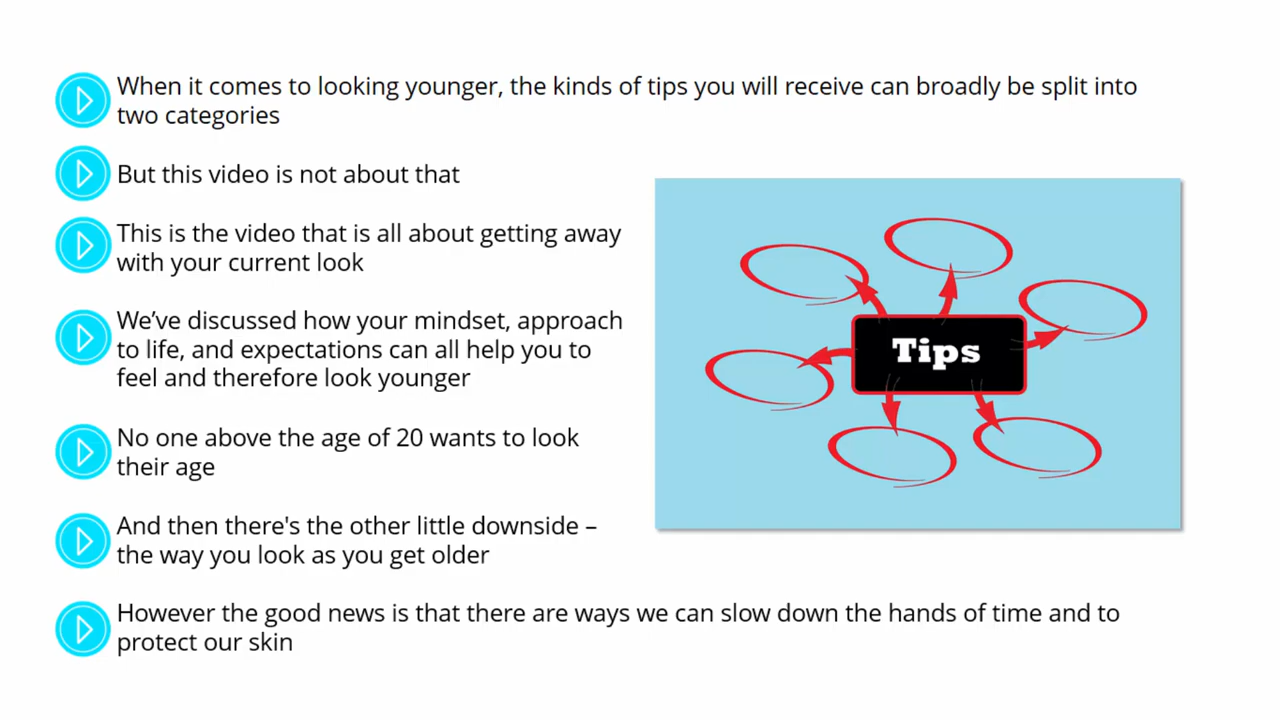 When it comes to looking younger, the kinds of tips you will receive can broadly be split into
two categories
But this video is not about that
This is the video that is all about getting away
with your current look
We’ve discussed how your mindset, approach
to life, and expectations can all help you to
feel and therefore look younger
No one above the age of 20 wants to look
their age
And then there's the other little downside –
the way you look as you get older
However the good news is that there are ways we can slow down the hands of time and to
protect our skin
Tips